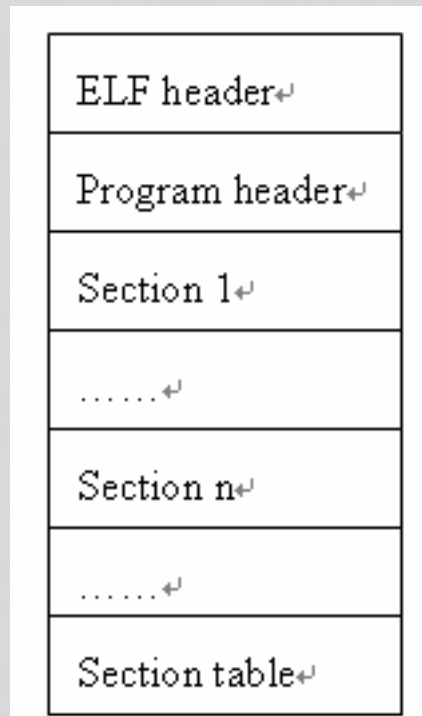 ELF header↵
Program header↵
Section 1↵
……↵
Section n↵
……↵
Section table↵